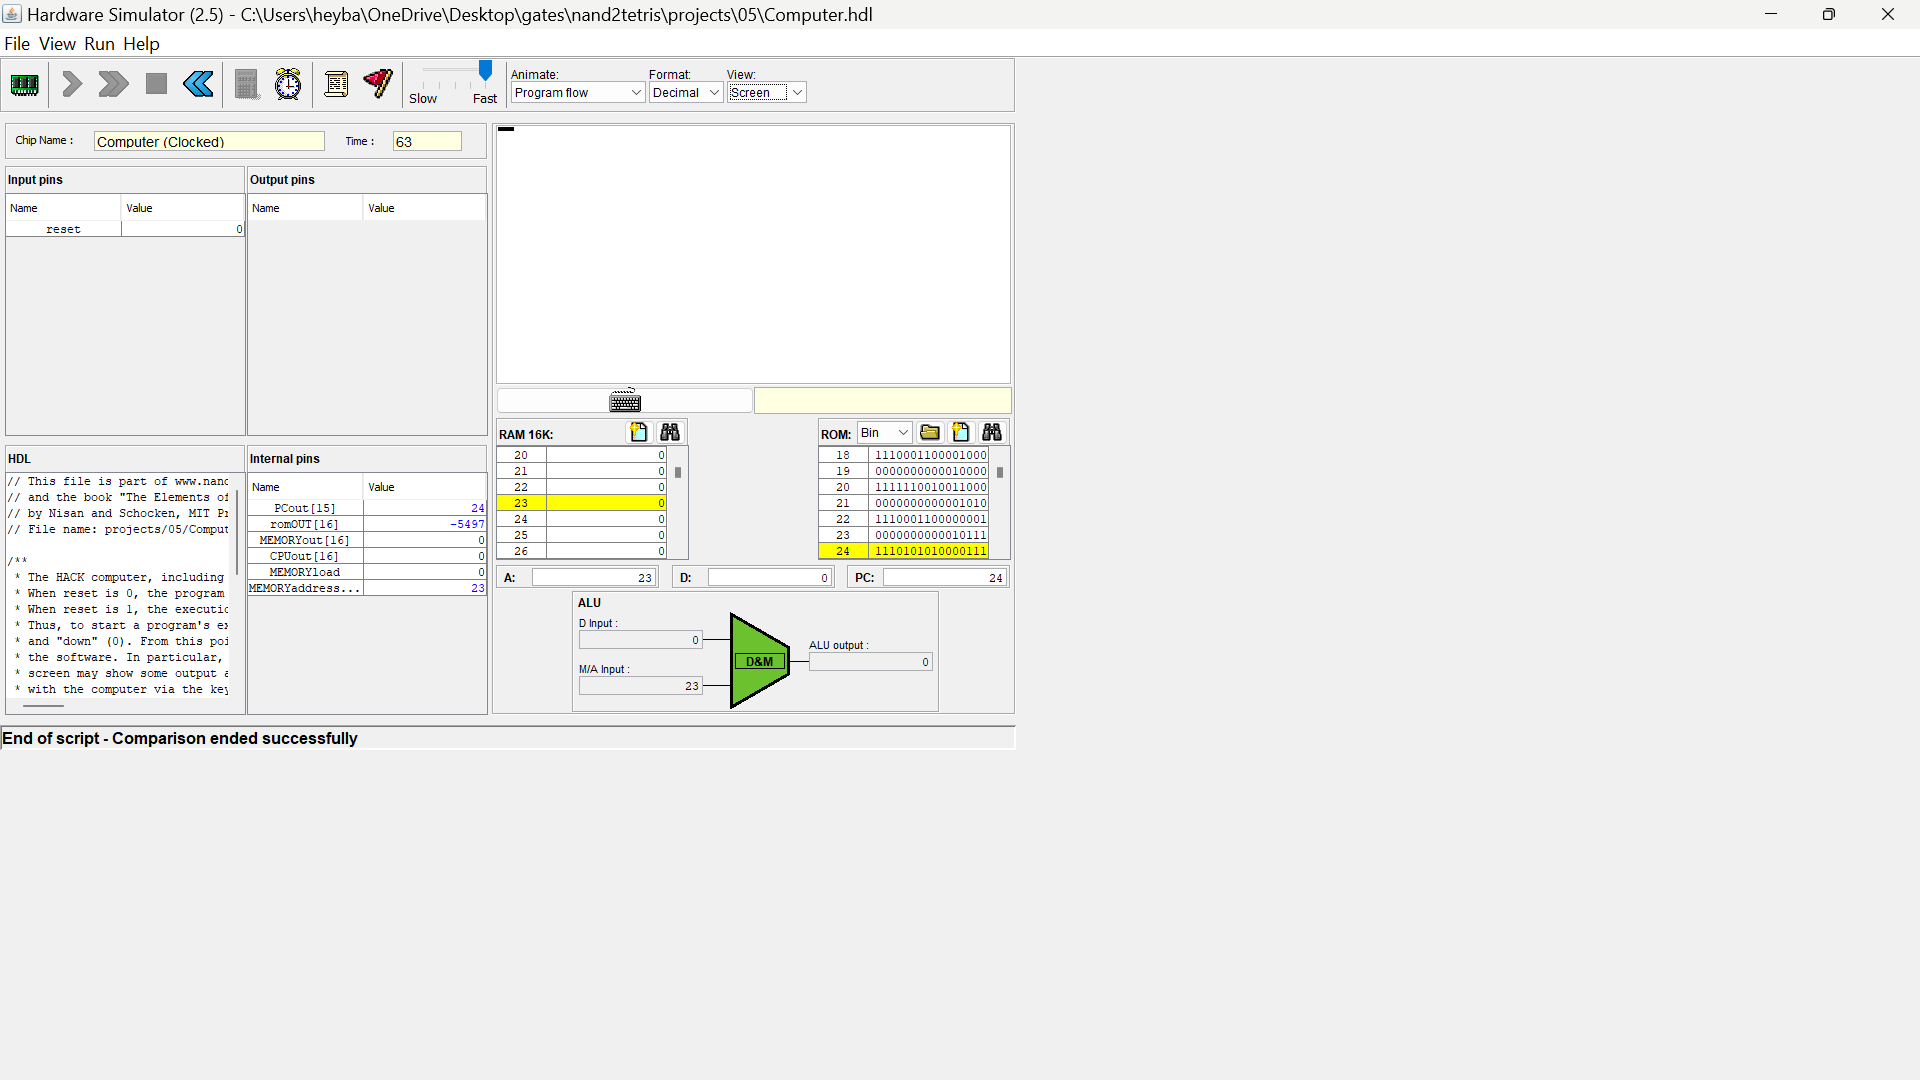 Hardware Simulator (2.5) - C:\Users\heyba\OneDrive\Desktop\gates\nand2tetris\projects\05\Computer.hdl
File View Run Help
Slow Fast
Animate: Format: View:
Program flow Decimal Screen
Chip Name : Computer (Clocked) Time : 63
Input pins
Name Value
reset 0
Output pins
Name Value
HDL
// This file is part of www.nand
// and the book "The Elements of
// by Nisan and Schocken, MIT Pr
// File name: projects/05/Comput
/**
* The HACK computer, including
* When reset is 0, the program
* When reset is 1, the executio
* Thus, to start a program's ex
* and "down" (0). From this poi
* the software. In particular,
* screen may show some output a
* with the computer via the key
Internal pins
Name Value
PCout[15] 24
romOUT[16] -5497
MEMORYout[16] 0
CPUout[16] 0
MEMORYload 0
MEMORYaddress... 23
RAM 16K:
20 0
21 0
22 0
23 0
24 0
25 0
26 0
ROM: Bin
18 1110001100001000
19 0000000000010000
20 1111110010011000
21 0000000000001010
22 1110001100000001
23 0000000000010111
24 1110101010000111
A: 23 D: 0 PC: 24
ALU
D Input :
0
M/A Input :
23
D&M
ALU output :
0
End of script - Comparison ended successfully